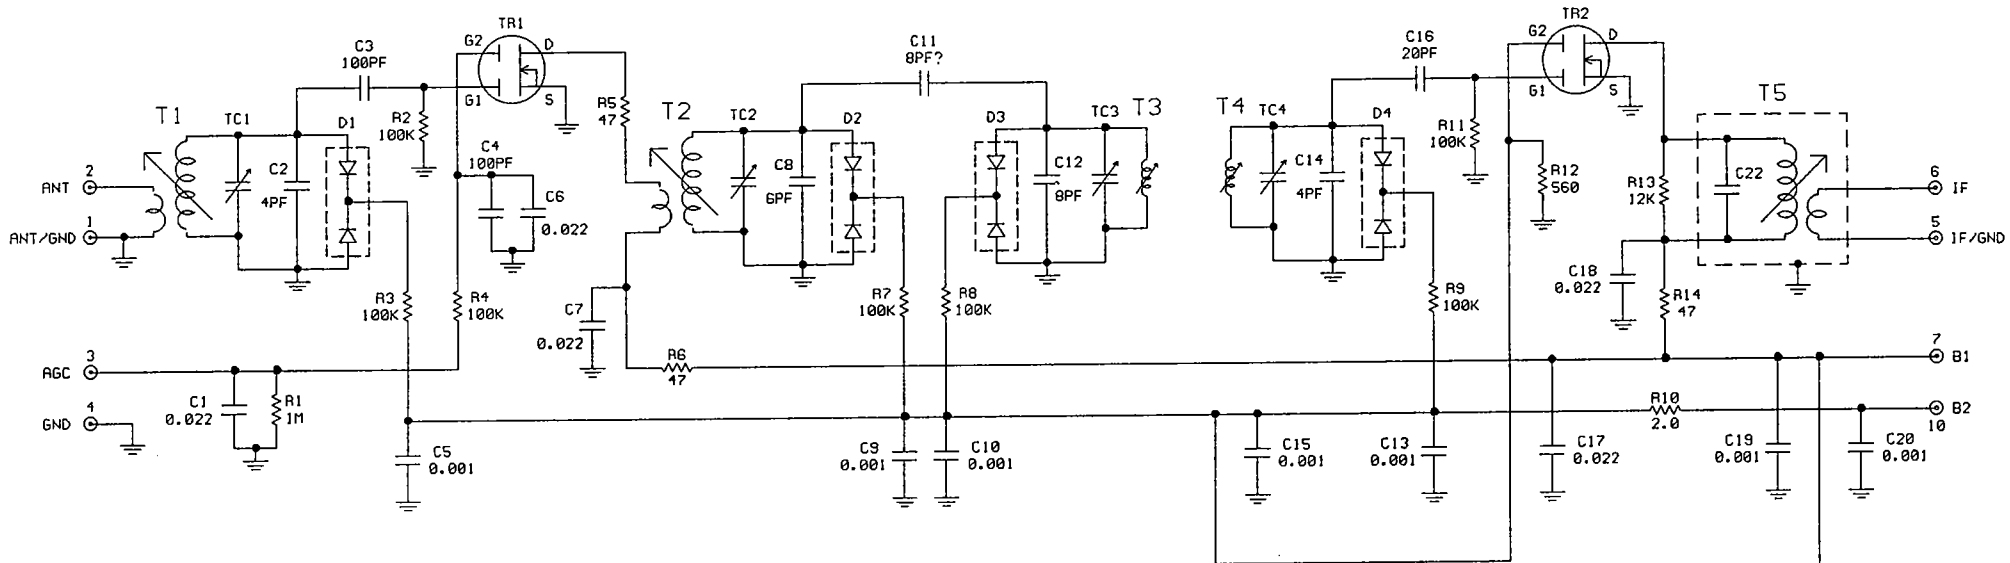 TR1
G2
D
G1
S
C3
100PF
T1
TC1
C2
4PF
D1
R2
100K
C4
100PF
C6
0.022
2
ANT
1
ANT/GND
R3
100K
R4
100K
3
AGC
4
GND
C1
0.022
R1
1M
C5
0.001
R5
47
T2
TC2
C8
6PF
D2
C11
8PF?
D3
C12
8PF
TC3
T3
C7
0.022
R6
47
R7
100K
R8
100K
C9
0.001
C10
0.001
T4
TC4
C14
4PF
D4
C16
20PF
R11
100K
TR2
G2
D
G1
S
R12
560
R13
12K
T5
C22
6
IF
5
IF/GND
C18
0.022
R14
47
R9
100K
7
B1
R10
2.0
B2
10
C15
0.001
C13
0.001
C17
0.022
C19
0.001
C20
0.001